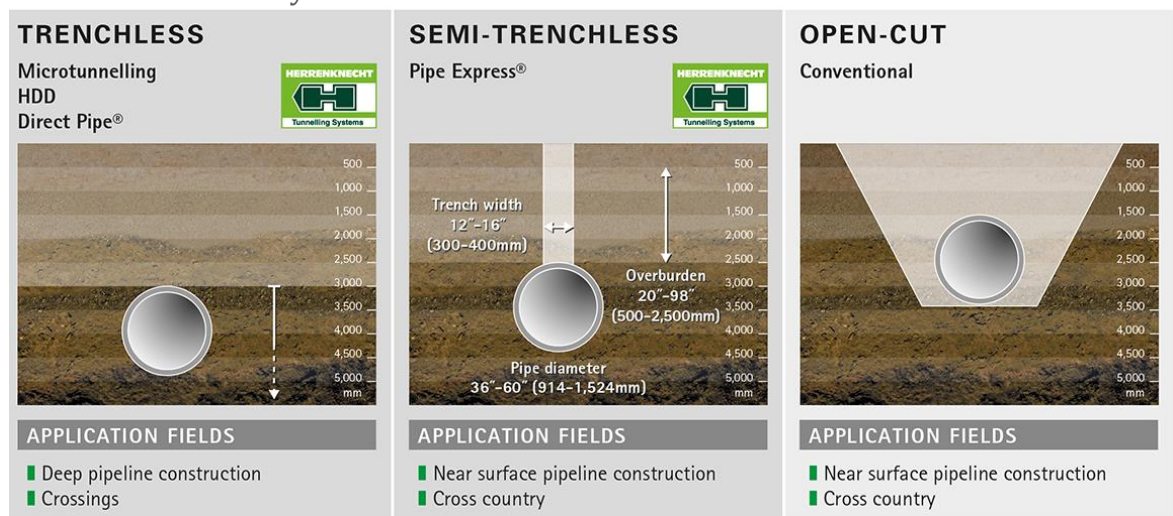 TRENCHLESS
Microtunnelling
HDD
Direct Pipe®
HERRENKNECHT
Tunnelling Systems
500
1,000
1,500
2,000
2,500
3,000
3,500
4,000
4,500
5,000
mm
APPLICATION FIELDS
Deep pipeline construction
Crossings
SEMI-TRENCHLESS
Pipe Express®
HERRENKNECHT
Tunnelling Systems
Trench width
12″-16″
(300-400mm)
Overburden
20″-98″
(500-2,500mm)
Pipe diameter
36″-60″ (914-1,524mm)
500
1,000
1,500
2,000
2,500
3,000
3,500
4,000
4,500
5,000
mm
APPLICATION FIELDS
Near surface pipeline construction
Cross country
OPEN-CUT
Conventional
500
1,000
1,500
2,000
2,500
3,000
3,500
4,000
4,500
5,000
mm
APPLICATION FIELDS
Near surface pipeline construction
Cross country